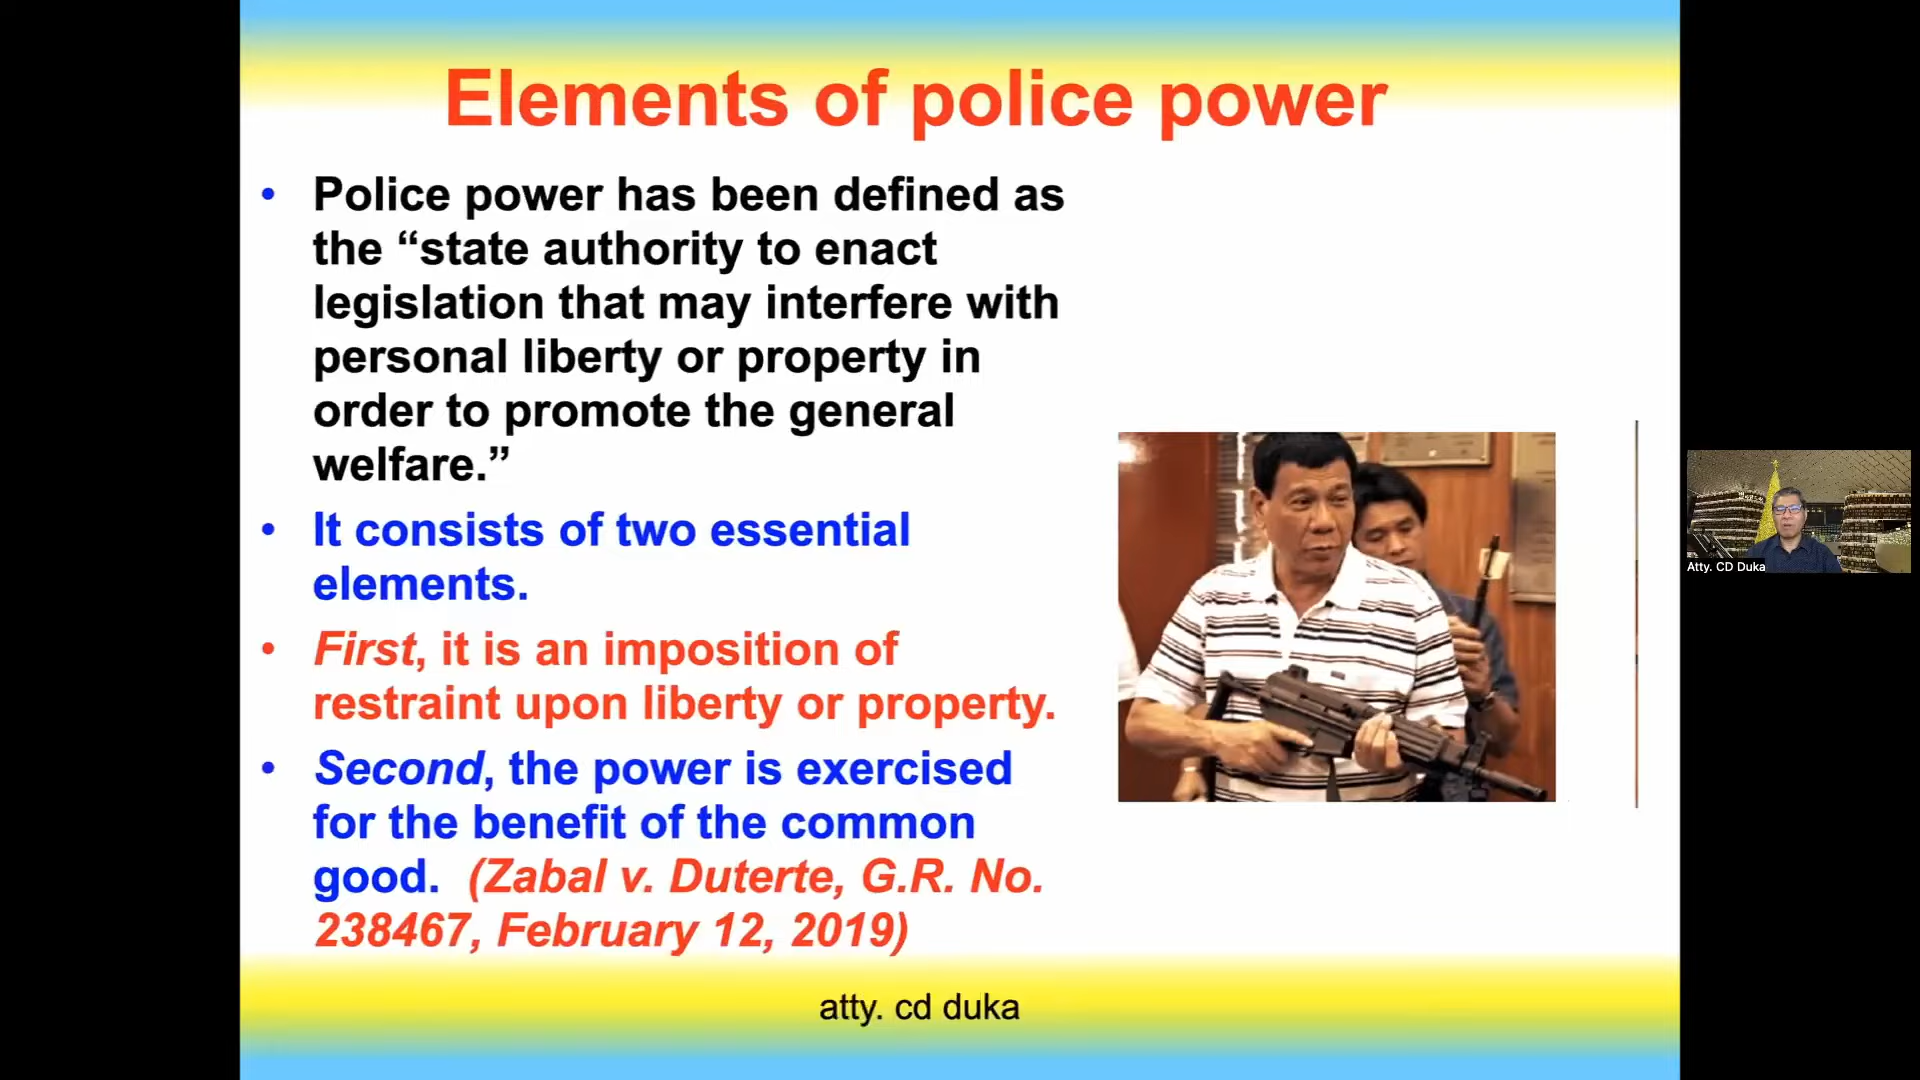 Elements of police power
• Police power has been defined as
the “state authority to enact
legislation that may interfere with
personal liberty or property in
order to promote the general
welfare.”
• It consists of two essential
elements.
• First, it is an imposition of
restraint upon liberty or property.
• Second, the power is exercised
for the benefit of the common
good. (Zabal v. Duterte, G.R. No.
238467, February 12, 2019)
atty. cd duka
Atty. CD Duka